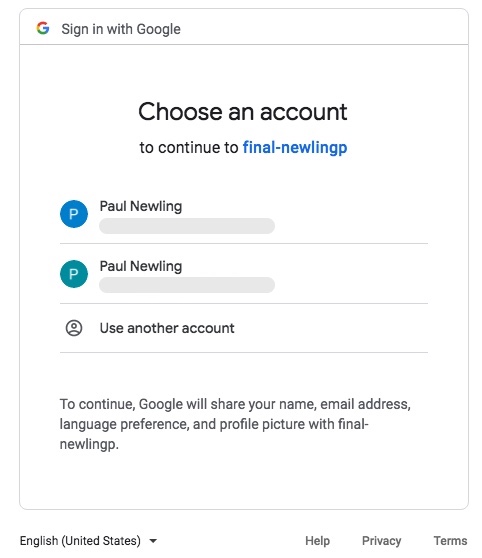 Sign in with Google
Choose an account
to continue to final-newlingp
P
Paul Newling
P
Paul Newling
Use another account
To continue, Google will share your name, email address,
language preference, and profile picture with final-
newlingp.
English (United States)
Help Privacy Terms